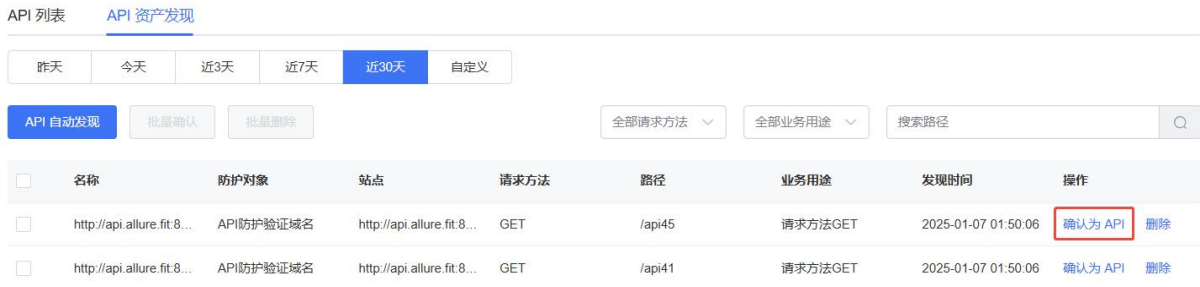 API 列表 API 资产发现
昨天 今天 近3天 近7天 近30天 自定义
API 自动发现 批量确认 批量删除 全部请求方法 全部业务用途 搜索路径
名称 防护对象 站点 请求方法 路径 业务用途 发现时间 操作
http://api.allure.fit:8... API防护验证域名 http://api.allure.fit:8... GET /api45 请求方法GET 2025-01-07 01:50:06 确认为 API 删除
http://api.allure.fit:8... API防护验证域名 http://api.allure.fit:8... GET /api41 请求方法GET 2025-01-07 01:50:06 确认为 API 删除